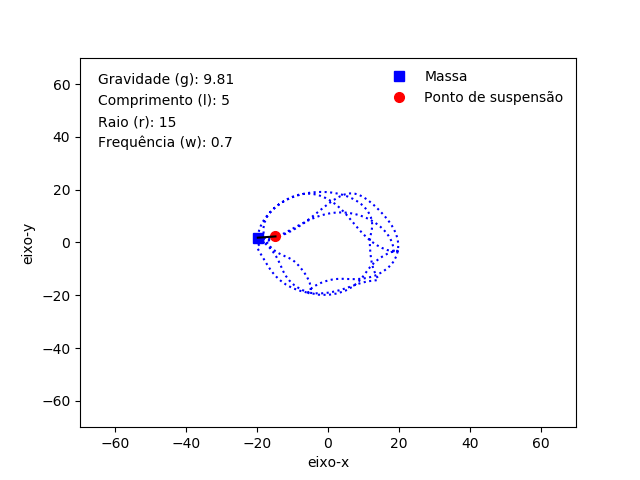 Gravidade (g): 9.81
Comprimento (l): 5
Raio (r): 15
Frequência (w): 0.7
Massa
Ponto de suspensão
60
40
20
0
−20
−40
−60
eixo-y
−60
−40
−20
0
20
40
60
eixo-x